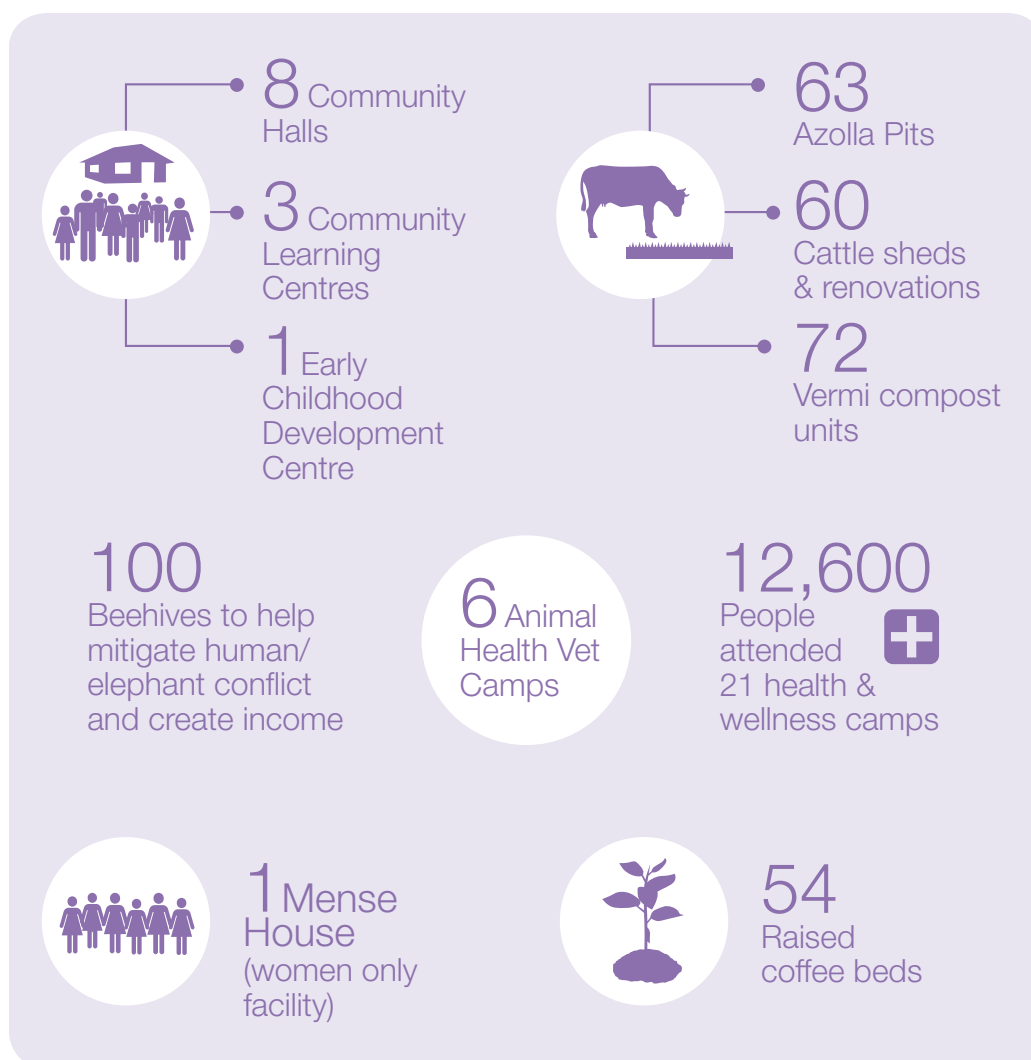 8 Community
Halls
3 Community
Learning
Centres
1 Early
Childhood
Development
Centre
63
Azolla Pits
60
Cattle sheds
& renovations
72
Vermi compost
units
100
Beehives to help
mitigate human/
elephant conflict
and create income
6 Animal
Health Vet
Camps
12,600
People
attended
21 health &
wellness camps
1 Mense
House
(women only
facility)
54
Raised
coffee beds